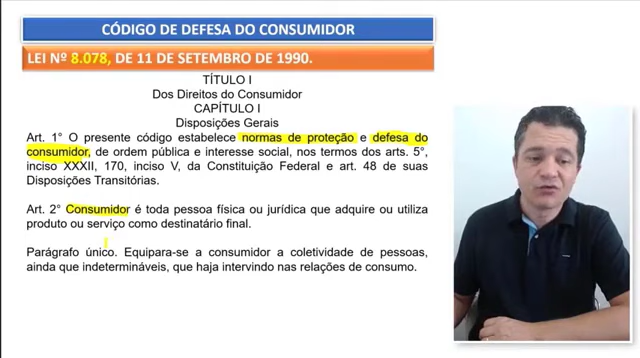 CÓDIGO DE DEFESA DO CONSUMIDOR
LEI Nº 8.078, DE 11 DE SETEMBRO DE 1990.
TÍTULO I
Dos Direitos do Consumidor
CAPÍTULO I
Disposições Gerais
Art. 1° O presente código estabelece normas de proteção e defesa do
consumidor, de ordem pública e interesse social, nos termos dos arts. 5°,
inciso XXXII, 170, inciso V, da Constituição Federal e art. 48 de suas
Disposições Transitórias.
Art. 2° Consumidor é toda pessoa física ou jurídica que adquire ou utiliza
produto ou serviço como destinatário final.
Parágrafo único. Equipara-se a consumidor a coletividade de pessoas,
ainda que indetermináveis, que haja intervindo nas relações de consumo.